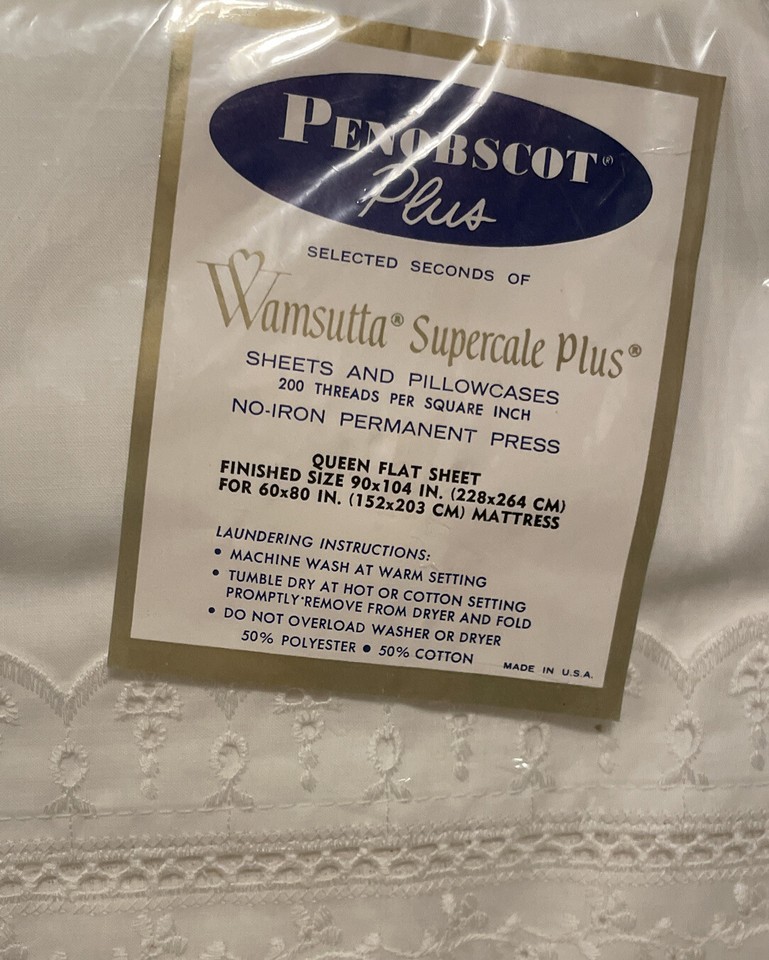 PENOBSCOT®
Plus
SELECTED SECONDS OF
Wamsutta® Supercale Plus®
SHEETS AND PILLOWCASES
200 THREADS PER SQUARE INCH
NO-IRON PERMANENT PRESS
QUEEN FLAT SHEET
FINISHED SIZE 90x104 IN. (228x264 CM)
FOR 60x80 IN. (152x203 CM) MATTRESS
LAUNDERING INSTRUCTIONS:
• MACHINE WASH AT WARM SETTING
• TUMBLE DRY AT HOT OR COTTON SETTING
PROMPTLY REMOVE FROM DRYER AND FOLD
• DO NOT OVERLOAD WASHER OR DRYER
50% POLYESTER • 50% COTTON
MADE IN U.S.A.